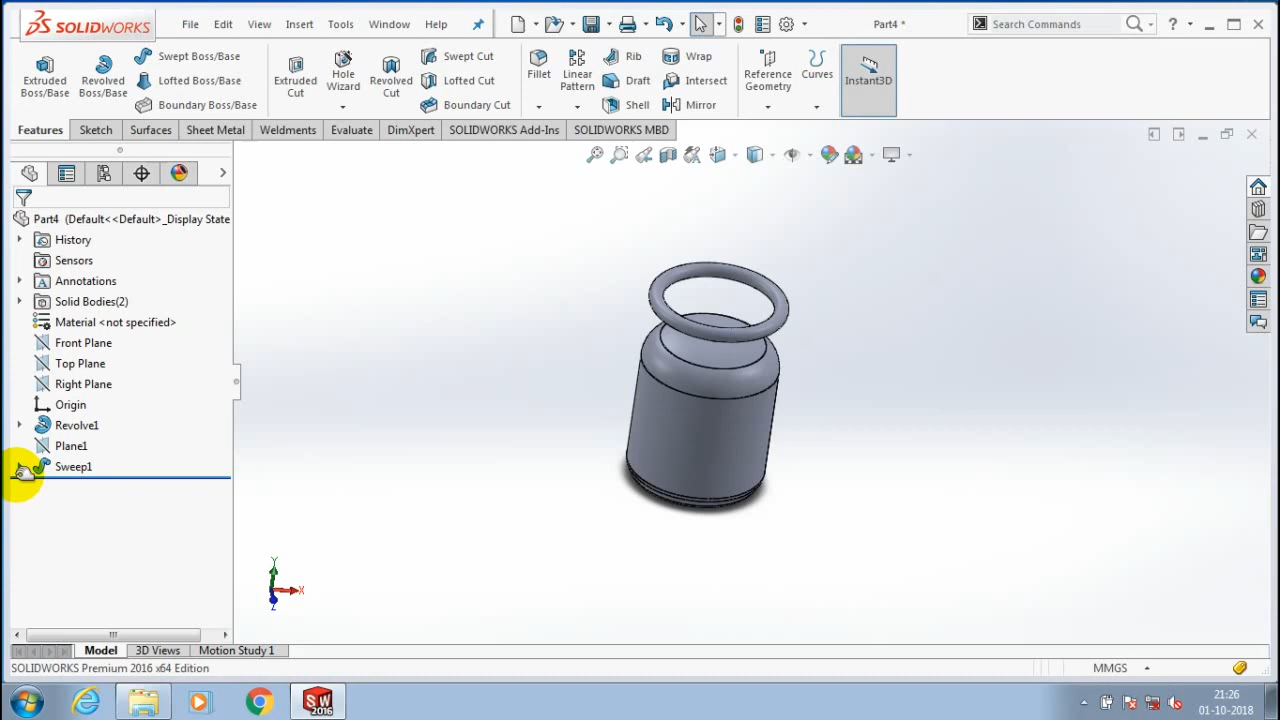 SOLIDWORKS File Edit View Insert Tools Window Help Part4 * Search Commands ?
Extruded Boss/Base
Revolved Boss/Base
Swept Boss/Base
Lofted Boss/Base
Boundary Boss/Base
Extruded Cut
Hole Wizard
Revolved Cut
Swept Cut
Lofted Cut
Boundary Cut
Fillet
Linear Pattern
Rib
Draft
Shell
Wrap
Intersect
Mirror
Reference Geometry
Curves
Instant3D
Features Sketch Surfaces Sheet Metal Weldments Evaluate DimXpert SOLIDWORKS Add-Ins SOLIDWORKS MBD
Part4 (Default<<Default>_Display State
History
Sensors
Annotations
Solid Bodies(2)
Material <not specified>
Front Plane
Top Plane
Right Plane
Origin
Revolve1
Plane1
Sweep1
Y
X
Z
Model 3D Views Motion Study 1
SOLIDWORKS Premium 2016 x64 Edition MMGS
SW
2016
21:26
01-10-2018